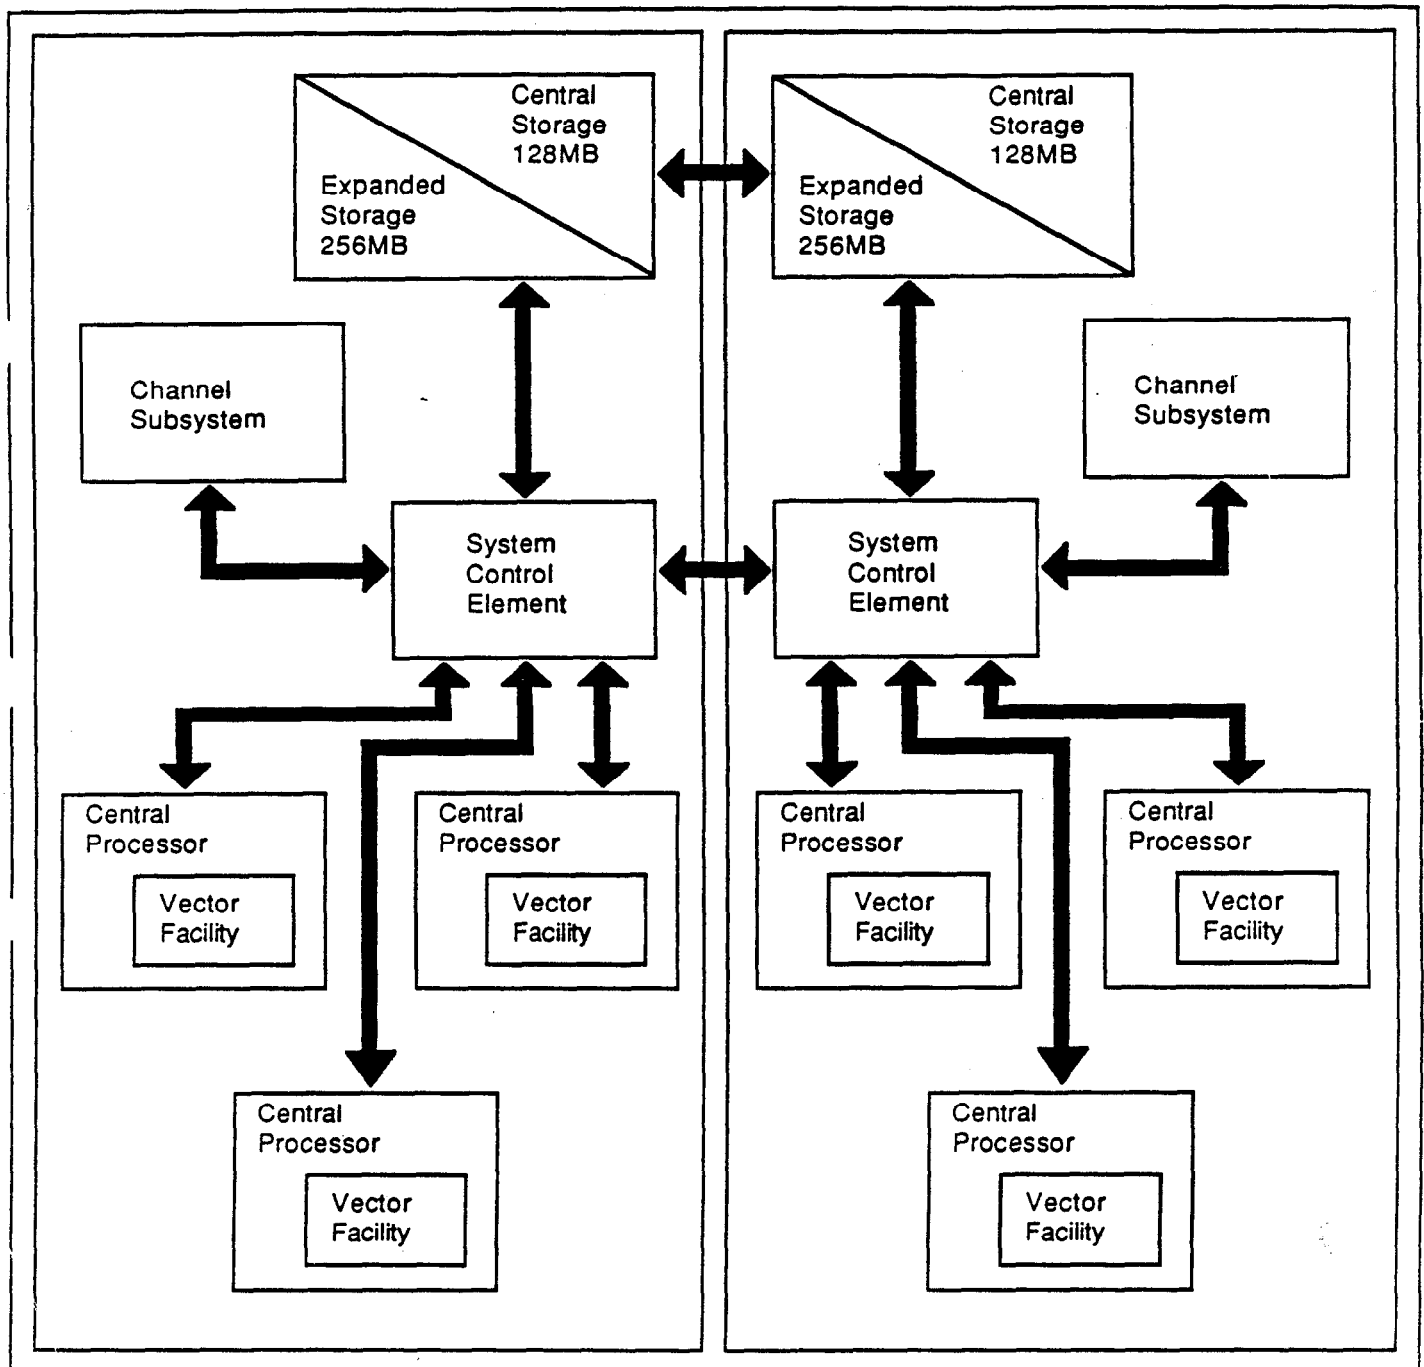 Central
Storage
128MB
Expanded
Storage
256MB
Channel
Subsystem
System
Control
Element
Central
Processor
Vector
Facility
Central
Processor
Vector
Facility
Central
Processor
Vector
Facility
Central
Storage
128MB
Expanded
Storage
256MB
Channel
Subsystem
System
Control
Element
Central
Processor
Vector
Facility
Central
Processor
Vector
Facility
Central
Processor
Vector
Facility